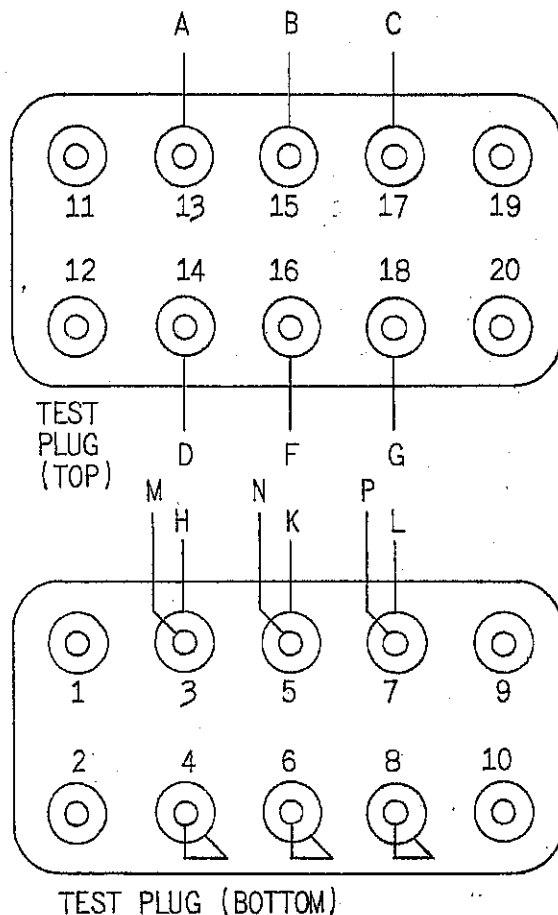 A B C
11 13 15 17 19
12 14 16 18 20
TEST
PLUG
(TOP)
D F G
M N P
H K L
1 3 5 7 9
2 4 6 8 10
TEST PLUG (BOTTOM)